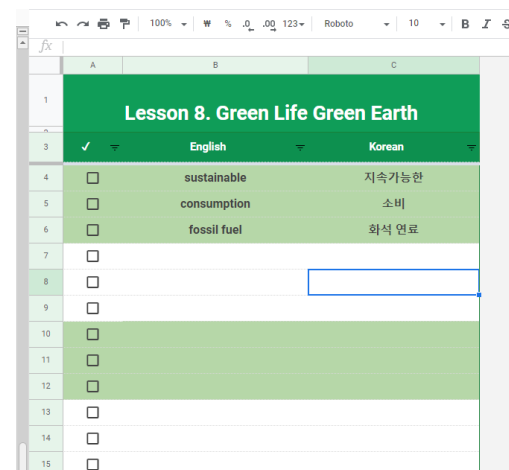 100% ₩ % .0 .00 123 Roboto 10 B I S
fx
A B C
1 Lesson 8. Green Life Green Earth
3 ✓ English Korean
4 sustainable 지속가능한
5 consumption 소비
6 fossil fuel 화석 연료
7
8
9
10
11
12
13
14
15